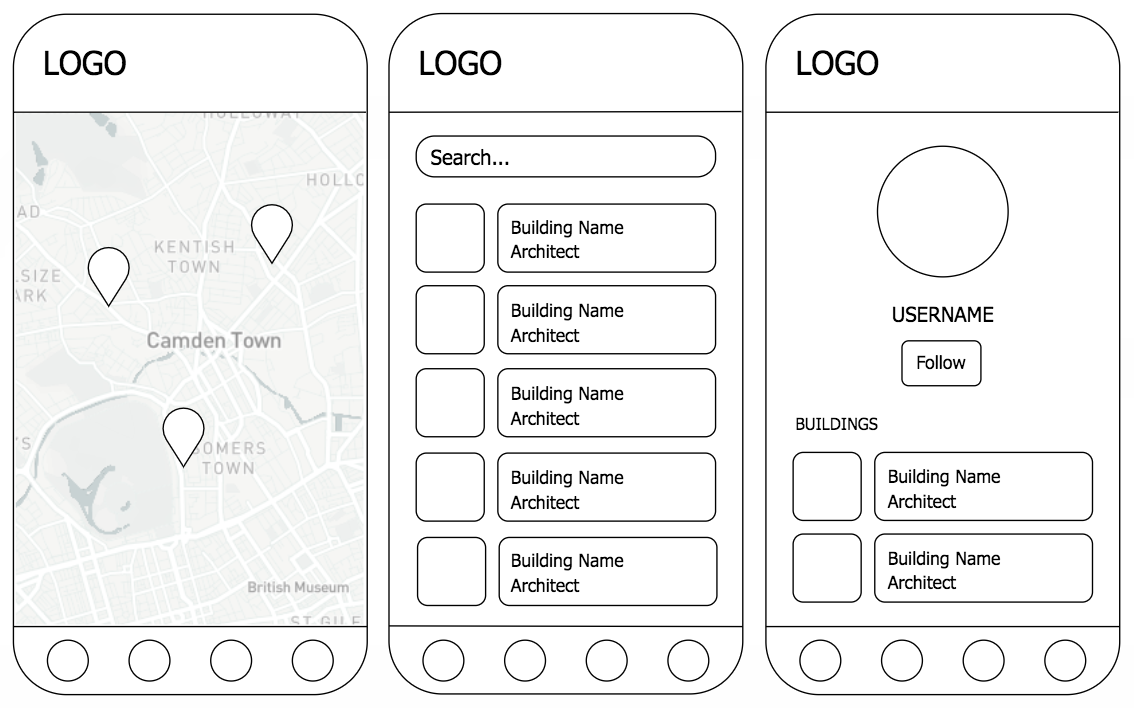 LOGO
HOLLOWAY
HOLLO
AD
KENTISH
TOWN
SIZE
ARK
Camden Town
'S
SOMERS
TOWN
British Museum
ST GILE
LOGO
Search...
Building Name
Architect
Building Name
Architect
Building Name
Architect
Building Name
Architect
Building Name
Architect
LOGO
USERNAME
Follow
BUILDINGS
Building Name
Architect
Building Name
Architect